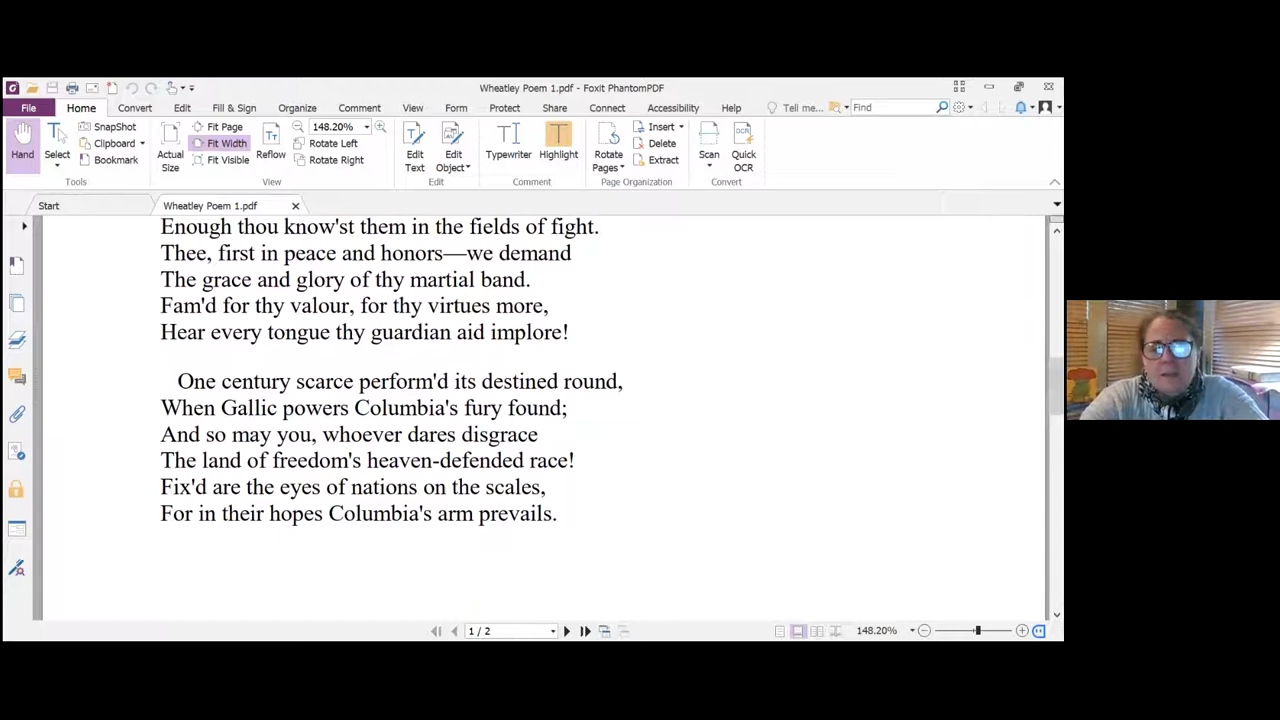 Wheatley Poem 1.pdf - Foxit PhantomPDF
File Home Convert Edit Fill & Sign Organize Comment View Form Protect Share Connect Accessibility Help Tell me... Find
Hand
Select
SnapShot
Clipboard
Bookmark
Tools
Actual Size
Fit Page
Fit Width
Fit Visible
Reflow
148.20%
Rotate Left
Rotate Right
View
Edit Text
Edit Object
Edit
Typewriter
Highlight
Comment
Rotate Pages
Insert
Delete
Extract
Page Organization
Scan
Quick OCR
Convert
Start Wheatley Poem 1.pdf
Enough thou know'st them in the fields of fight.
Thee, first in peace and honors—we demand
The grace and glory of thy martial band.
Fam'd for thy valour, for thy virtues more,
Hear every tongue thy guardian aid implore!
One century scarce perform'd its destined round,
When Gallic powers Columbia's fury found;
And so may you, whoever dares disgrace
The land of freedom's heaven-defended race!
Fix'd are the eyes of nations on the scales,
For in their hopes Columbia's arm prevails.
1 / 2
148.20%